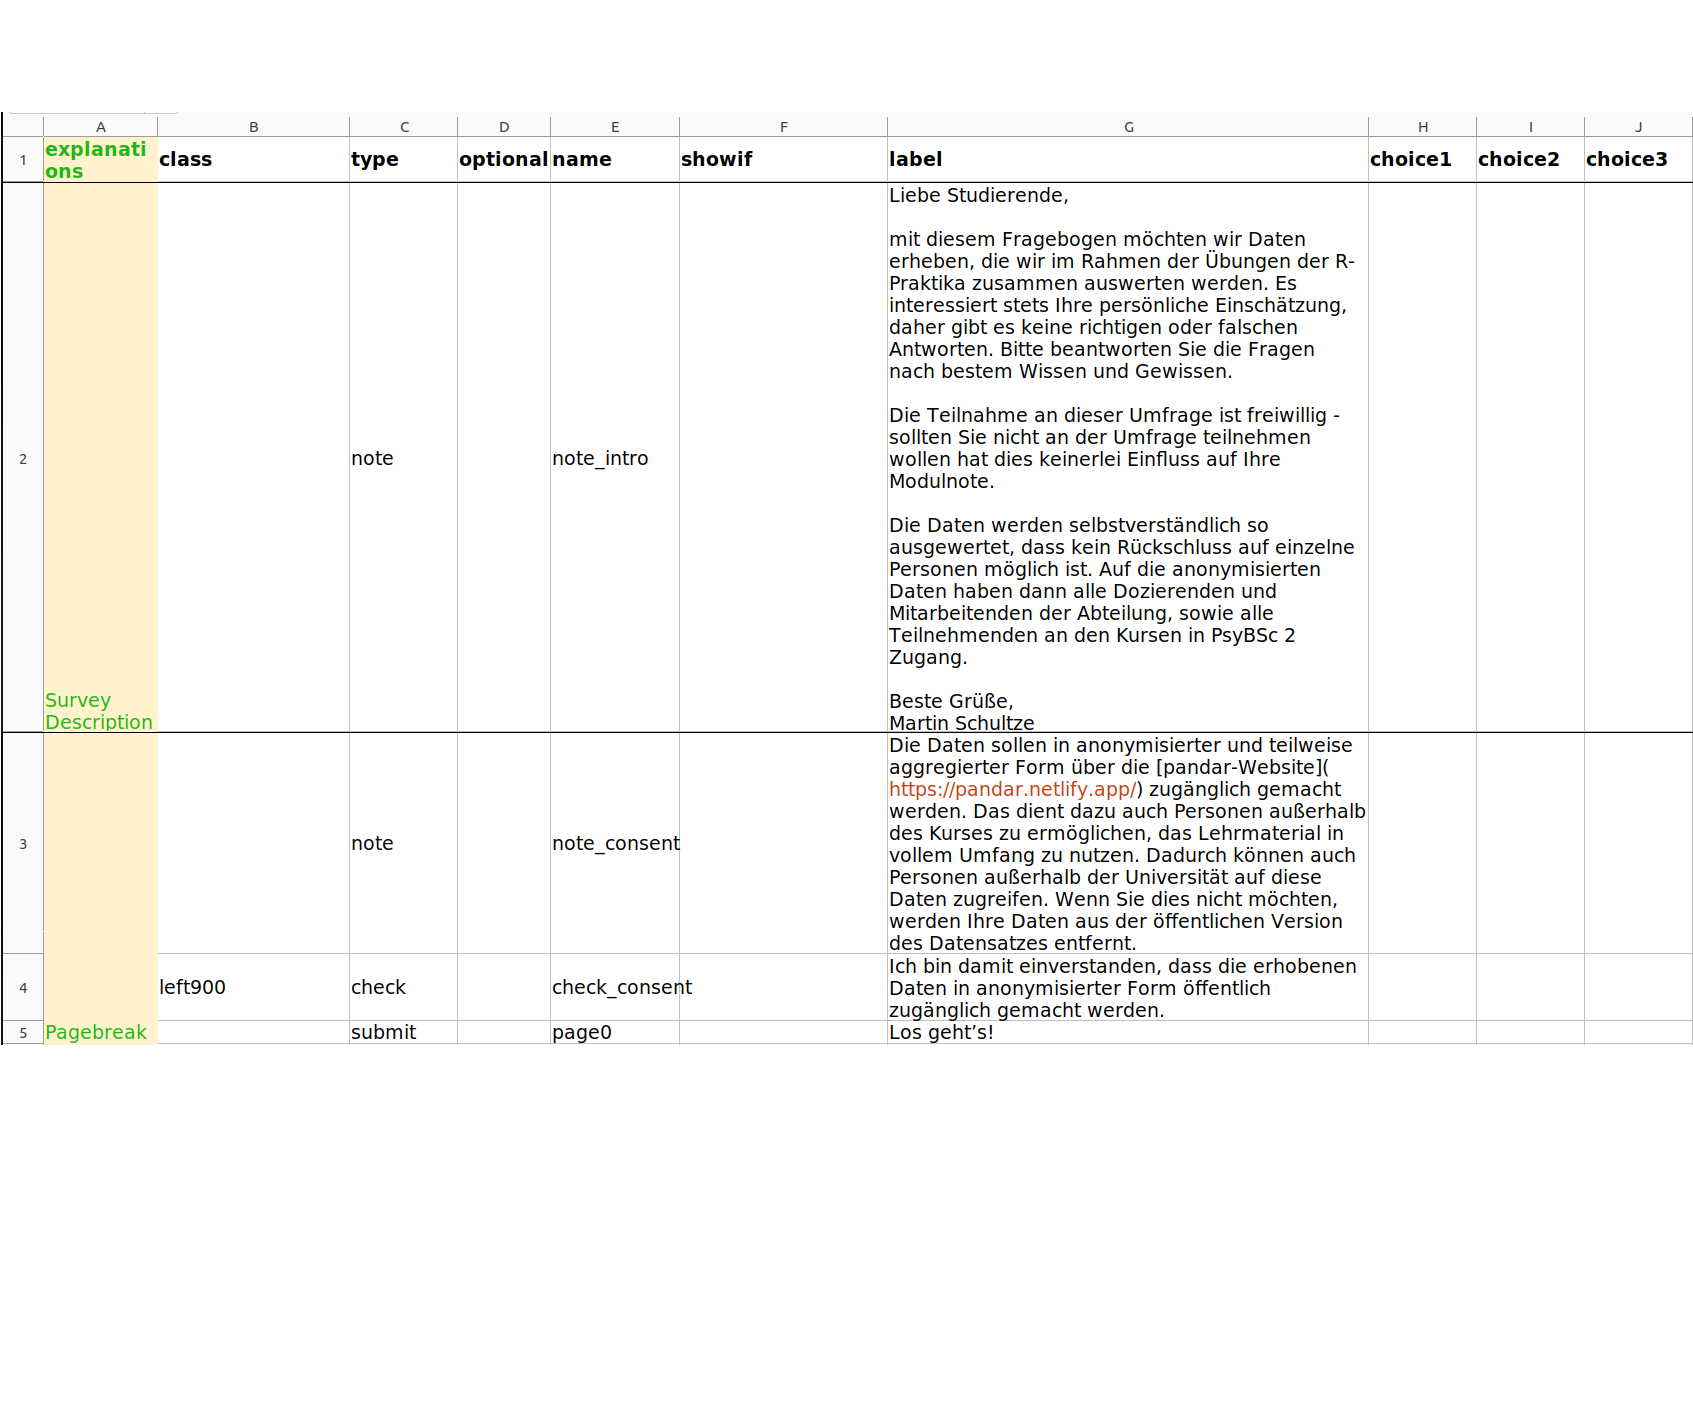 A B C D E F G H I J
1 explanati
ons class type optional name showif label choice1 choice2 choice3
Liebe Studierende,
mit diesem Fragebogen möchten wir Daten
erheben, die wir im Rahmen der Übungen der R-
Praktika zusammen auswerten werden. Es
interessiert stets Ihre persönliche Einschätzung,
daher gibt es keine richtigen oder falschen
Antworten. Bitte beantworten Sie die Fragen
nach bestem Wissen und Gewissen.
Die Teilnahme an dieser Umfrage ist freiwillig -
sollten Sie nicht an der Umfrage teilnehmen
2 note note_intro wollen hat dies keinerlei Einfluss auf Ihre
Modulnote.
Die Daten werden selbstverständlich so
ausgewertet, dass kein Rückschluss auf einzelne
Personen möglich ist. Auf die anonymisierten
Daten haben dann alle Dozierenden und
Mitarbeitenden der Abteilung, sowie alle
Teilnehmenden an den Kursen in PsyBSc 2
Zugang.
Survey Beste Grüße,
Description Martin Schultze
Die Daten sollen in anonymisierter und teilweise
aggregierter Form über die [pandar-Website](
https://pandar.netlify.app/) zugänglich gemacht
werden. Das dient dazu auch Personen außerhalb
des Kurses zu ermöglichen, das Lehrmaterial in
3 note note_consent vollem Umfang zu nutzen. Dadurch können auch
Personen außerhalb der Universität auf diese
Daten zugreifen. Wenn Sie dies nicht möchten,
werden Ihre Daten aus der öffentlichen Version
des Datensatzes entfernt.
Ich bin damit einverstanden, dass die erhobenen
4 left900 check check_consent Daten in anonymisierter Form öffentlich
zugänglich gemacht werden.
5 Pagebreak submit page0 Los geht’s!